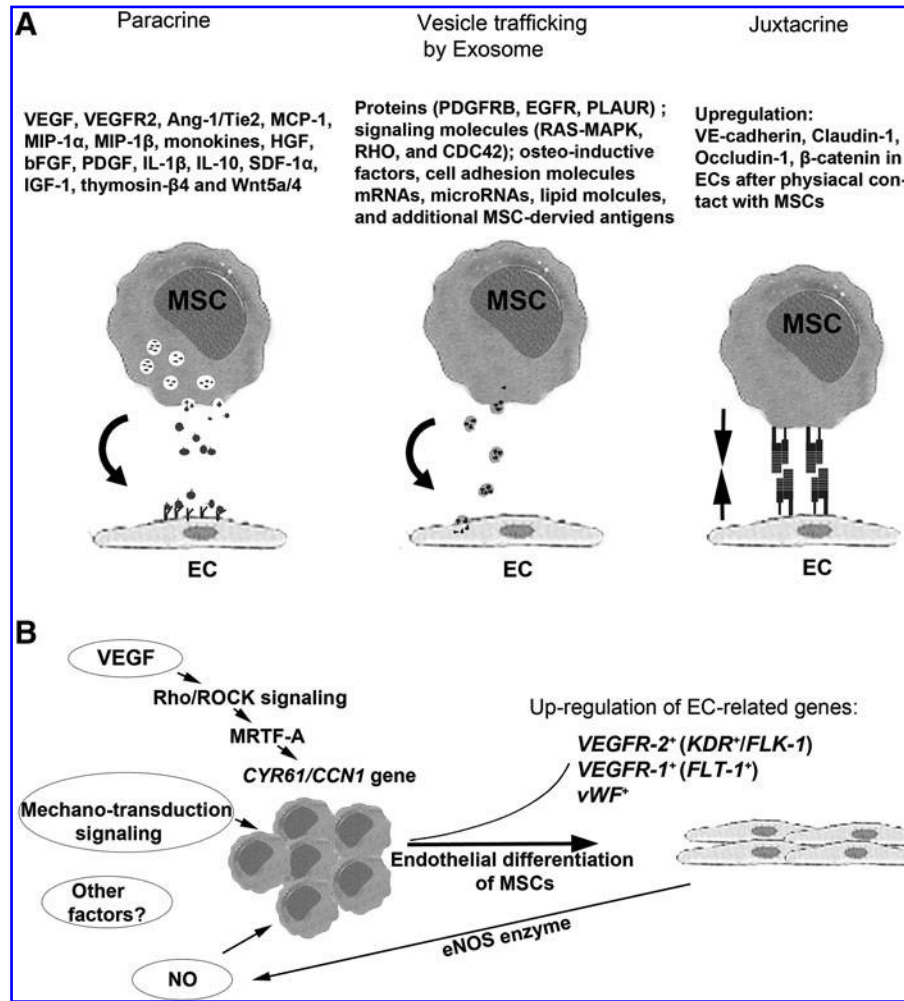 A
Paracrine
Vesicle trafficking
by Exosome
Juxtacrine
VEGF, VEGFR2, Ang-1/Tie2, MCP-1,
MIP-1α, MIP-1β, monokines, HGF,
bFGF, PDGF, IL-1β, IL-10, SDF-1α,
IGF-1, thymosin-β4 and Wnt5a/4
Proteins (PDGFRB, EGFR, PLAUR) ;
signaling molecules (RAS-MAPK,
RHO, and CDC42); osteo-inductive
factors, cell adhesion molecules
mRNAs, microRNAs, lipid molcules,
and additional MSC-dervied antigens
Upregulation:
VE-cadherin, Claudin-1,
Occludin-1, β-catenin in
ECs after physiacal con-
tact with MSCs
MSC
MSC
MSC
EC
EC
EC
B
VEGF
Rho/ROCK signaling
MRTF-A
CYR61/CCN1 gene
Mechano-transduction
signaling
Other
factors?
NO
Up-regulation of EC-related genes:
VEGFR-2⁺ (KDR⁺/FLK-1)
VEGFR-1⁺ (FLT-1⁺)
vWF⁺
Endothelial differentiation
of MSCs
eNOS enzyme